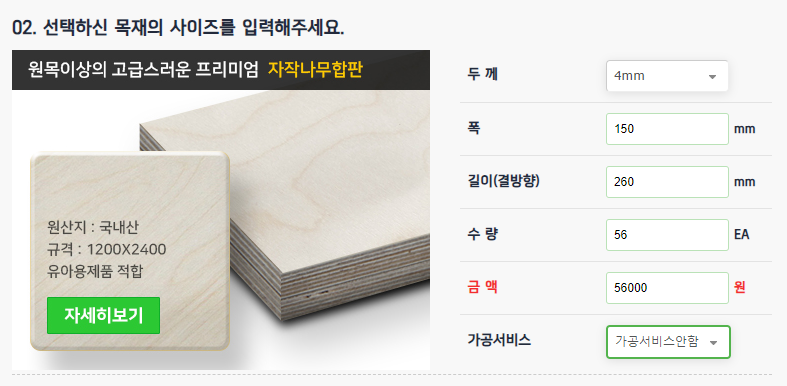 02. 선택하신 목재의 사이즈를 입력해주세요.
원목이상의 고급스러운 프리미엄 자작나무합판
원산지 : 국내산
규격 : 1200X2400
유아용제품 적합
자세히보기
두 께 4mm
폭 150 mm
길이(결방향) 260 mm
수 량 56 EA
금 액 56000 원
가공서비스 가공서비스안함